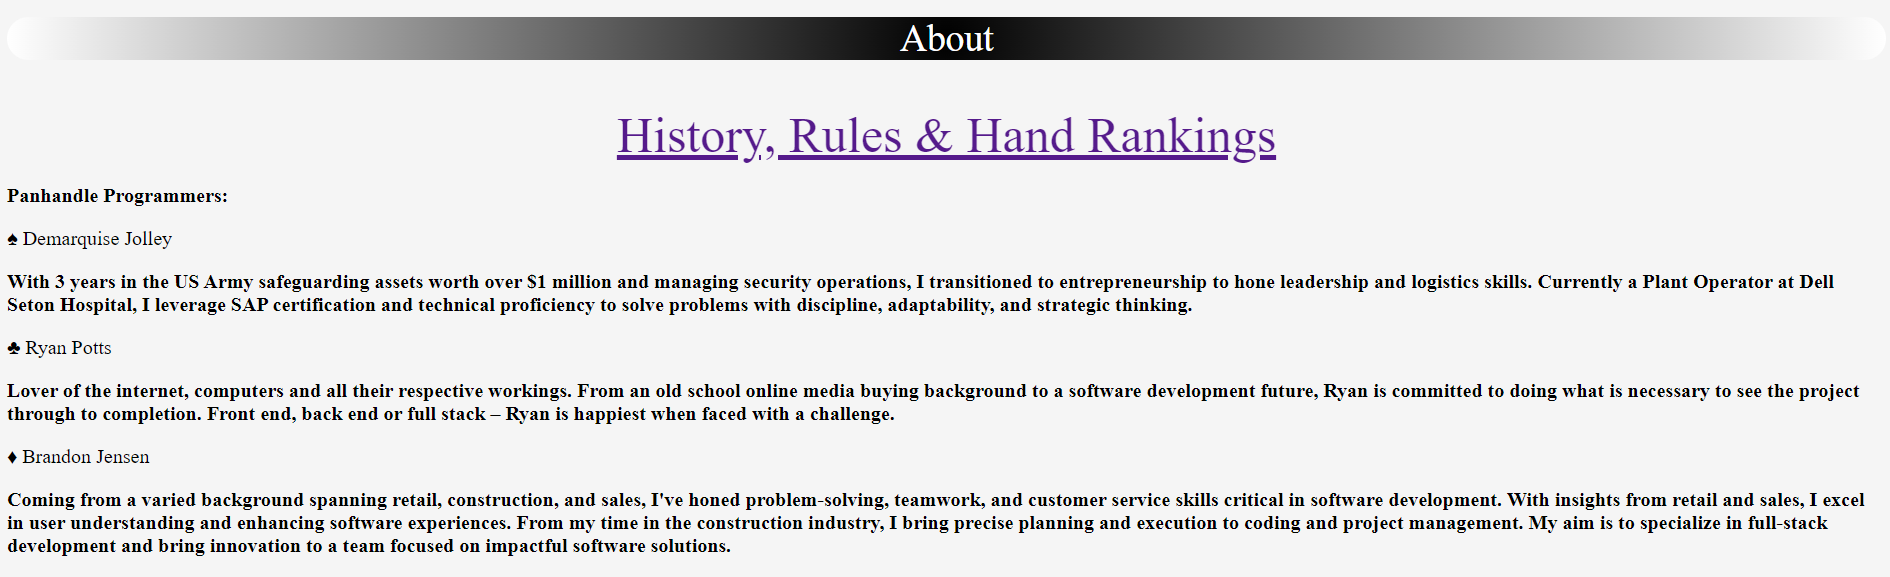 About
History, Rules & Hand Rankings
Panhandle Programmers:
♠ Demarquise Jolley
With 3 years in the US Army safeguarding assets worth over $1 million and managing security operations, I transitioned to entrepreneurship to hone leadership and logistics skills. Currently a Plant Operator at Dell
Seton Hospital, I leverage SAP certification and technical proficiency to solve problems with discipline, adaptability, and strategic thinking.
♣ Ryan Potts
Lover of the internet, computers and all their respective workings. From an old school online media buying background to a software development future, Ryan is committed to doing what is necessary to see the project
through to completion. Front end, back end or full stack – Ryan is happiest when faced with a challenge.
♦ Brandon Jensen
Coming from a varied background spanning retail, construction, and sales, I've honed problem-solving, teamwork, and customer service skills critical in software development. With insights from retail and sales, I excel
in user understanding and enhancing software experiences. From my time in the construction industry, I bring precise planning and execution to coding and project management. My aim is to specialize in full-stack
development and bring innovation to a team focused on impactful software solutions.